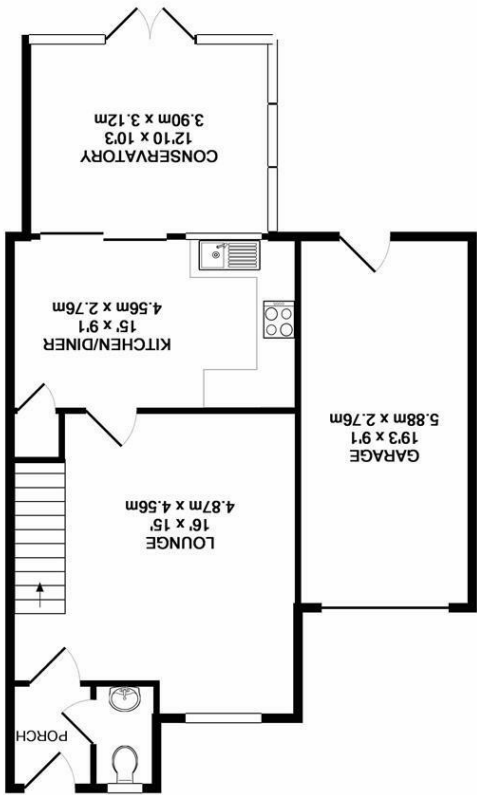 CONSERVATORY
12'10 x 10'3
3.90m x 3.12m
KITCHEN/DINER
15' x 9'1
4.56m x 2.76m
GARAGE
19'3 x 9'1
5.88m x 2.76m
LOUNGE
16' x 15'
4.87m x 4.56m
PORCH